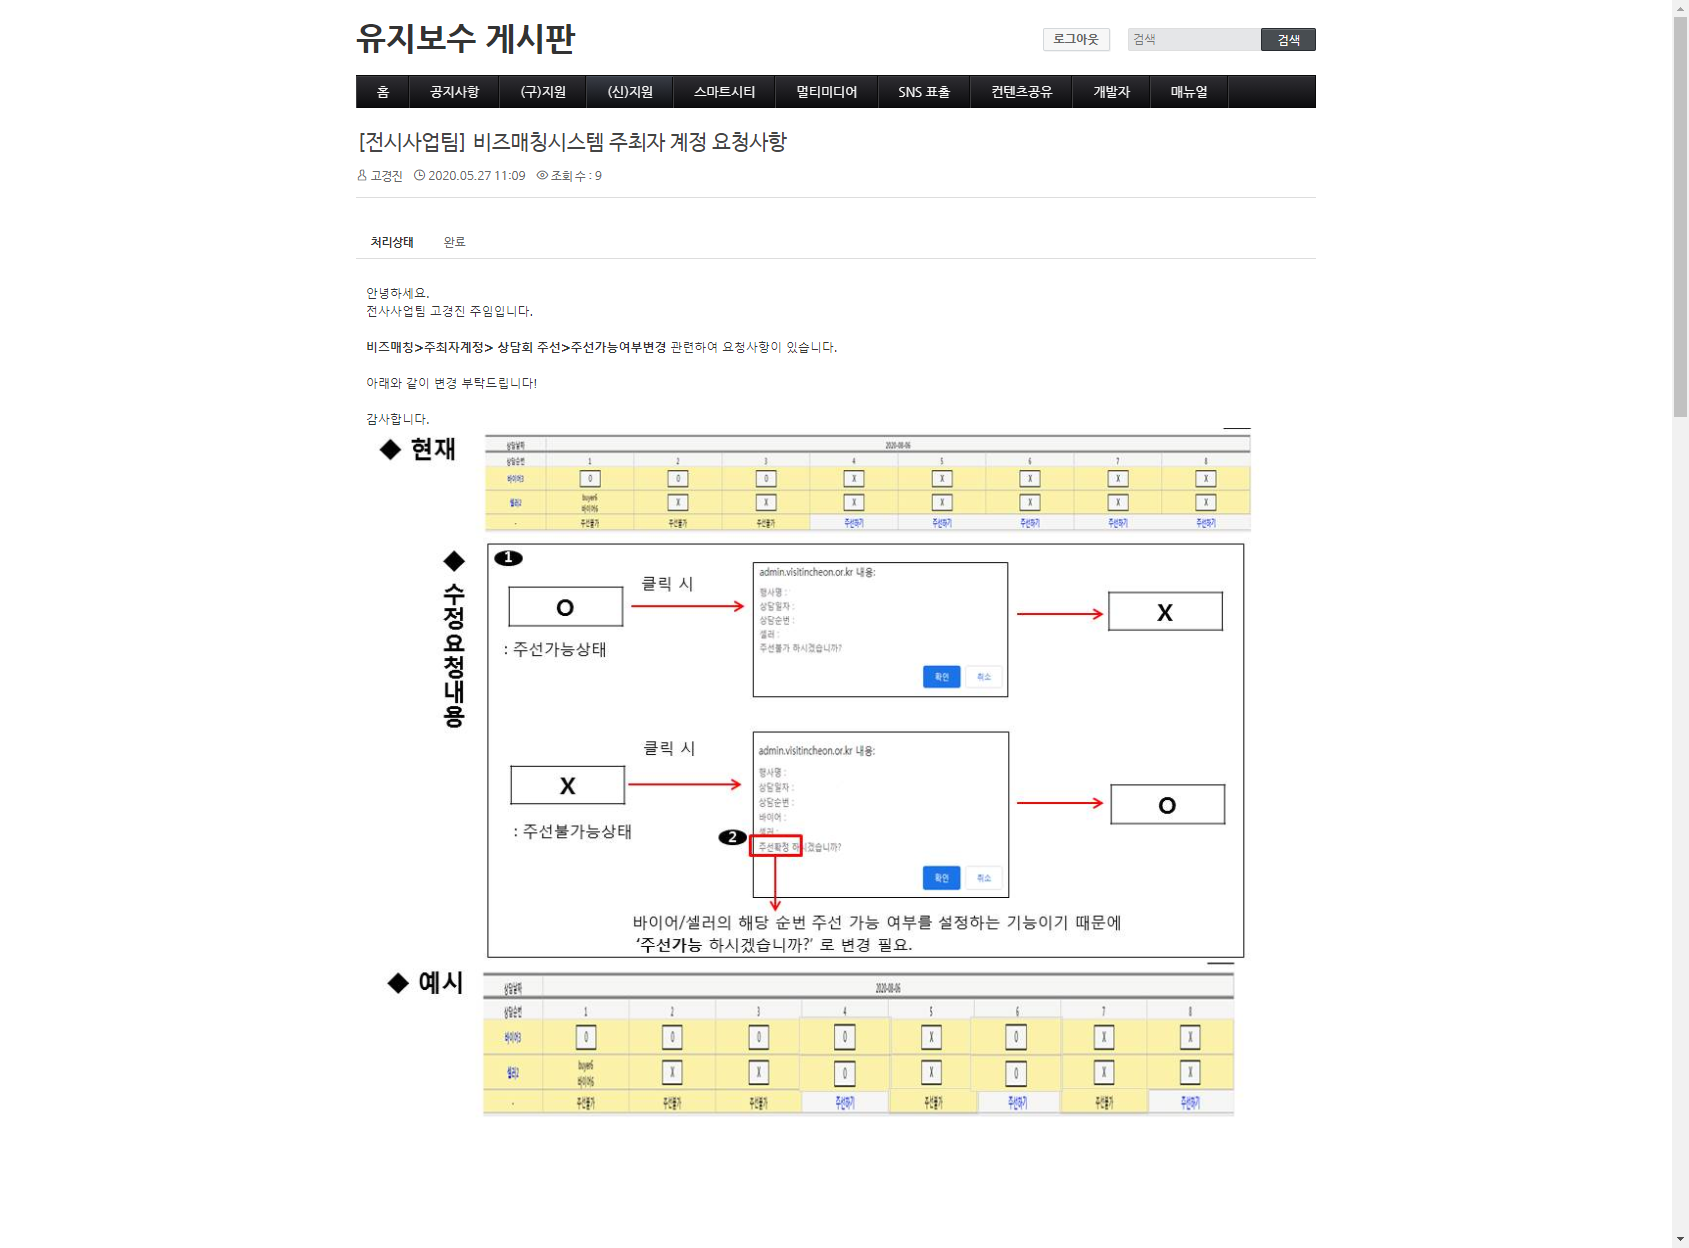 유지보수 게시판
로그아웃 검색 검색
홈 공지사항 (구)지원 (신)지원 스마트시티 멀티미디어 SNS 표출 컨텐츠공유 개발자 매뉴얼
[전시사업팀] 비즈매칭시스템 주최자 계정 요청사항
고경진 2020.05.27 11:09 조회 수 : 9
처리상태 완료
안녕하세요.
전사사업팀 고경진 주임입니다.
비즈매칭>주최자계정> 상담회 주선>주선가능여부변경 관련하여 요청사항이 있습니다.
아래와 같이 변경 부탁드립니다!
감사합니다.
◆ 현재
상담날짜 2020-08-06
상담순번 1 2 3 4 5 6 7 8
바이어3 O O O X X X X X
셀러2 buyer6 바이어6 X X X X X X X
- 주선불가 주선불가 주선불가 주선하기 주선하기 주선하기 주선하기 주선하기
◆ 수정요청내용
1
O
: 주선가능상태
클릭 시
admin.visitincheon.or.kr 내용:
행사명 :
상담일자 :
상담순번 :
셀러 :
주선불가 하시겠습니까?
확인 취소
X
X
: 주선불가능상태
클릭 시
admin.visitincheon.or.kr 내용:
행사명 :
상담일자 :
상담순번 :
바이어 :
셀러 :
2
주선확정 하시겠습니까?
확인 취소
O
바이어/셀러의 해당 순번 주선 가능 여부를 설정하는 기능이기 때문에
‘주선가능 하시겠습니까?’ 로 변경 필요.
◆ 예시
상담날짜 2020-08-06
상담순번 1 2 3 4 5 6 7 8
바이어3 O O O O X O X X
셀러2 buyer6 바이어6 X X O X O X X
- 주선불가 주선불가 주선불가 주선하기 주선불가 주선하기 주선불가 주선하기